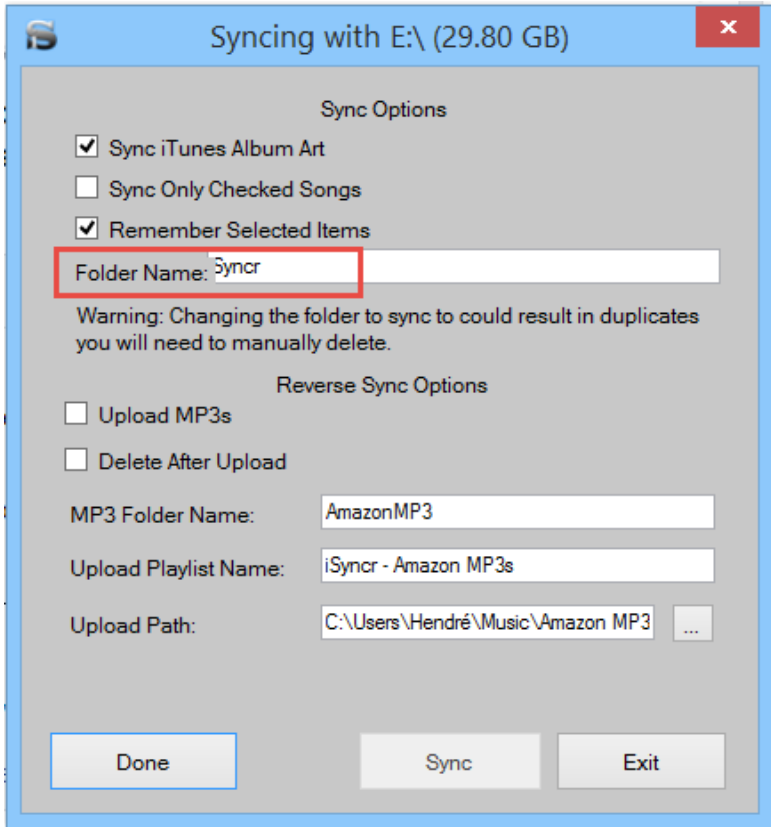 Syncing with E:\ (29.80 GB)
Sync Options
Sync iTunes Album Art
Sync Only Checked Songs
Remember Selected Items
Folder Name: Syncr
Warning: Changing the folder to sync to could result in duplicates
you will need to manually delete.
Reverse Sync Options
Upload MP3s
Delete After Upload
MP3 Folder Name: AmazonMP3
Upload Playlist Name: iSyncr - Amazon MP3s
Upload Path: C:\Users\Hendré\Music\Amazon MP3 ...
Done Sync Exit